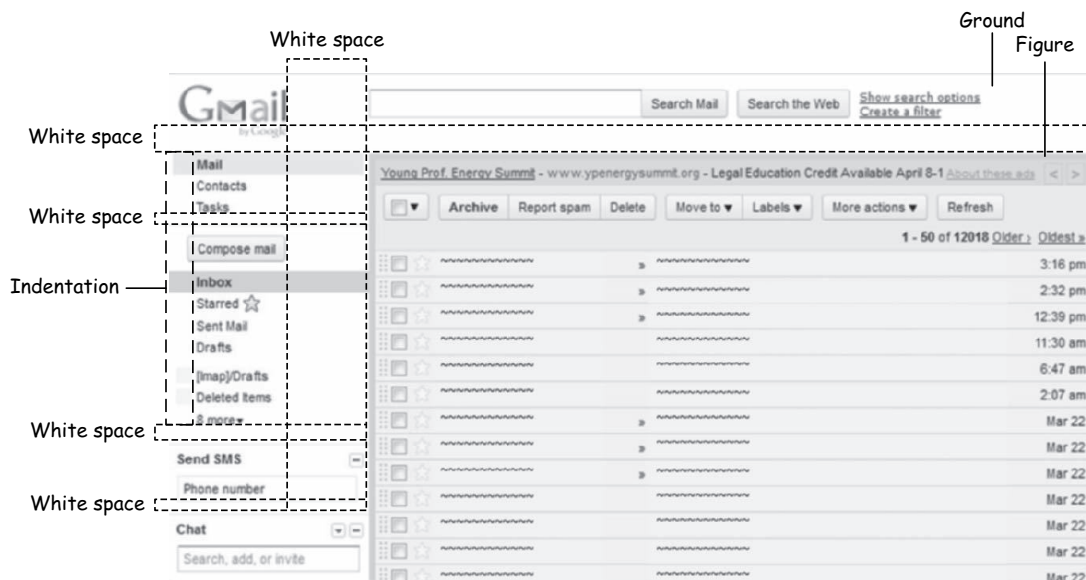 Ground
White space
Figure
Gmail
by Google
Search Mail
Search the Web
Show search options
Create a filter
White space
Mail
Contacts
Tasks
Young Prof. Energy Summit - www.ypenergysummit.org - Legal Education Credit Available April 8-1 About these ads < >
White space
Archive Report spam Delete Move to ▼ Labels ▼ More actions ▼ Refresh
1 - 50 of 12018 Older › Oldest »
Compose mail
Indentation
Inbox
Starred
Sent Mail
Drafts
[Imap]/Drafts
Deleted Items
8 more▼
» 3:16 pm
» 2:32 pm
» 12:39 pm
11:30 am
6:47 am
2:07 am
» Mar 22
» Mar 22
» Mar 22
Mar 22
Mar 22
Mar 22
Mar 22
White space
Send SMS
Phone number
White space
Chat
Search, add, or invite